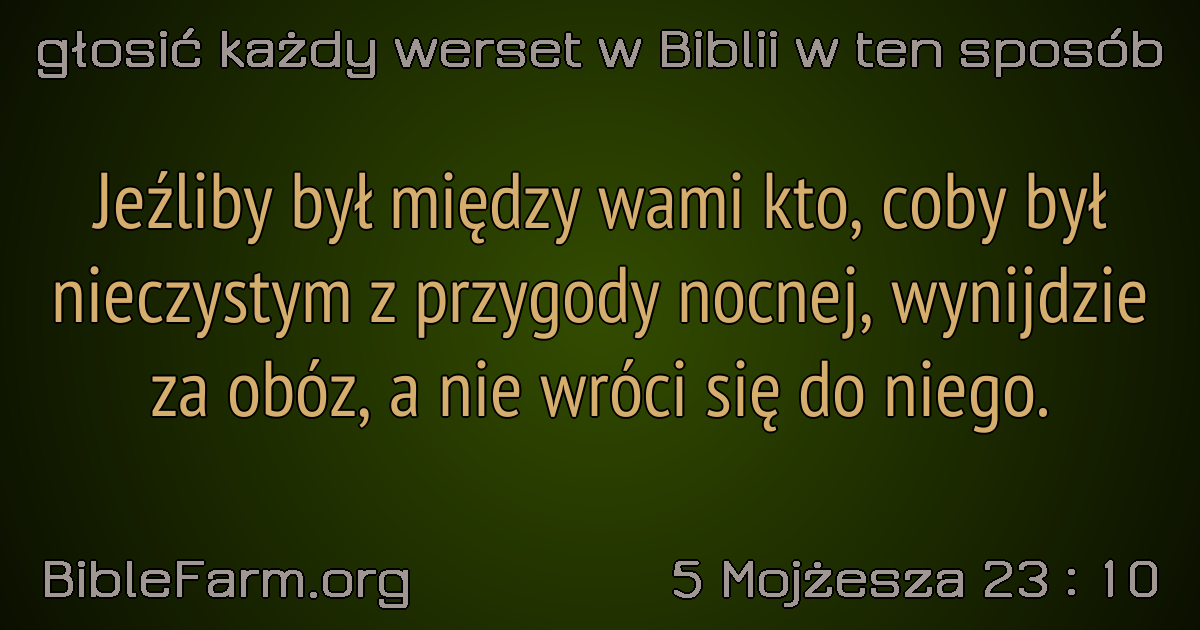 głosić każdy werset w Biblii w ten sposób
Jeźliby był między wami kto, coby był
nieczystym z przygody nocnej, wynijdzie
za obóz, a nie wróci się do niego.
BibleFarm.org
5 Mojżesza 23 : 10